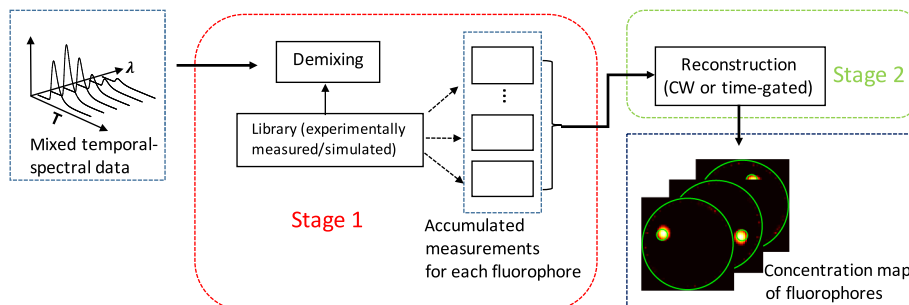 λ
T
Mixed temporal-
spectral data
Demixing
Library (experimentally
measured/simulated)
Stage 1
...
Accumulated
measurements
for each fluorophore
Reconstruction
(CW or time-gated)
Stage 2
Concentration map
of fluorophores